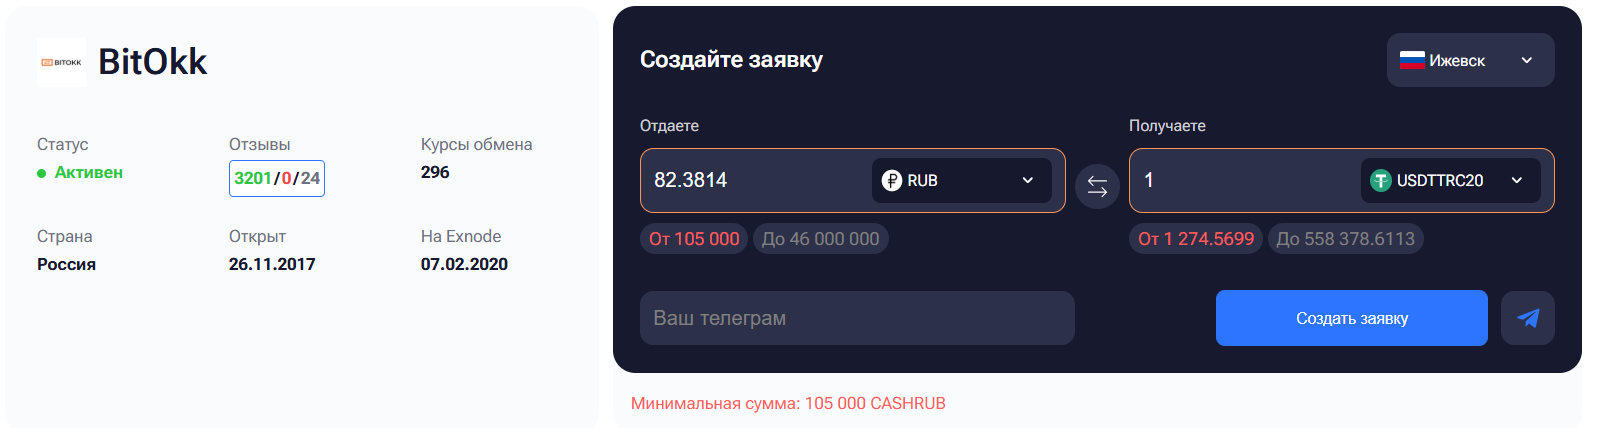 BITOKK
BitOkk
Статус
Отзывы
Курсы обмена
Активен
3201/0/24
296
Страна
Открыт
На Exnode
Россия
26.11.2017
07.02.2020
Создайте заявку
Ижевск
Отдаете
Получаете
82.3814
RUB
1
USDTTRC20
От 105 000
До 46 000 000
От 1 274.5699
До 558 378.6113
Ваш телеграм
Создать заявку
Минимальная сумма: 105 000 CASHRUB